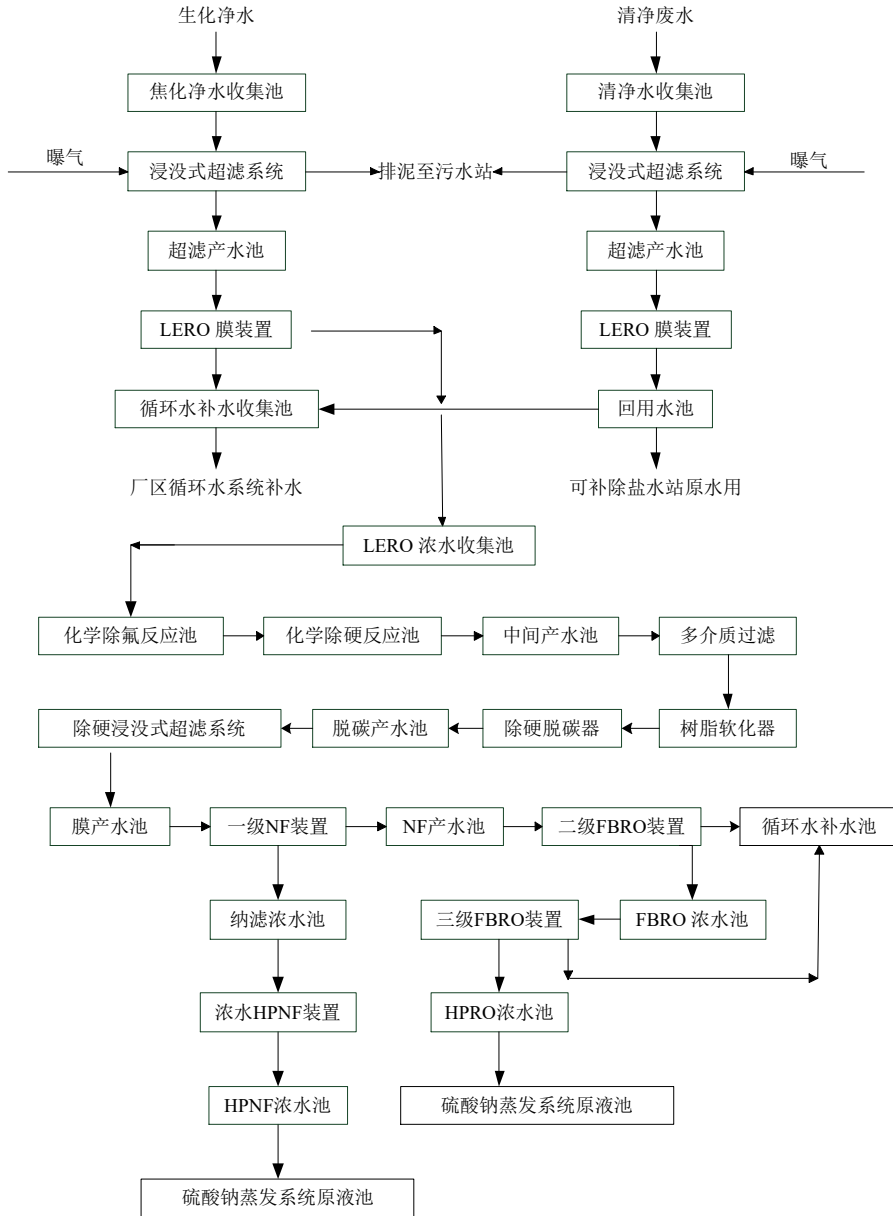 生化净水
清净废水
焦化净水收集池
清净水收集池
曝气
浸没式超滤系统
排泥至污水站
浸没式超滤系统
曝气
超滤产水池
超滤产水池
LERO 膜装置
LERO 膜装置
循环水补水收集池
回用水池
厂区循环水系统补水
可补除盐水站原水用
LERO 浓水收集池
化学除氟反应池
化学除硬反应池
中间产水池
多介质过滤
除硬浸没式超滤系统
脱碳产水池
除硬脱碳器
树脂软化器
膜产水池
一级NF装置
NF产水池
二级FBRO装置
循环水补水池
纳滤浓水池
三级FBRO装置
FBRO 浓水池
浓水HPNF装置
HPRO浓水池
HPNF浓水池
硫酸钠蒸发系统原液池
硫酸钠蒸发系统原液池